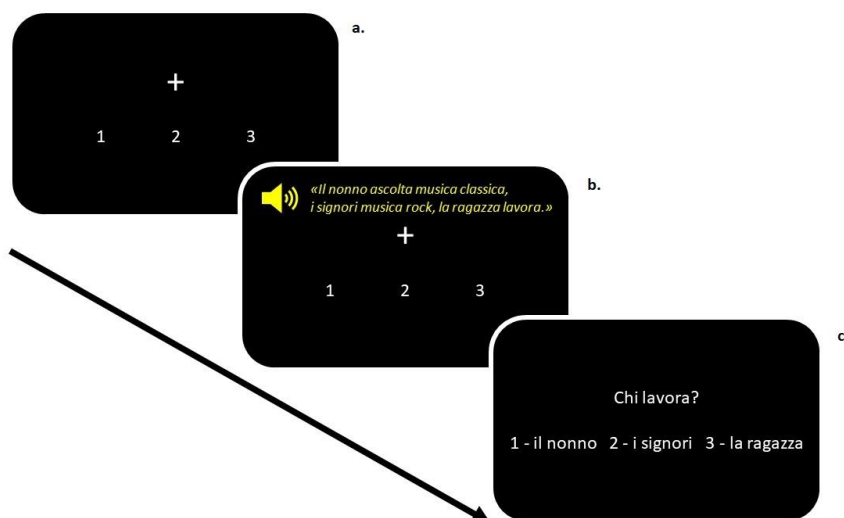 a.
+
1 2 3
b.
«Il nonno ascolta musica classica,
i signori musica rock, la ragazza lavora.»
+
1 2 3
c
Chi lavora?
1 - il nonno 2 - i signori 3 - la ragazza